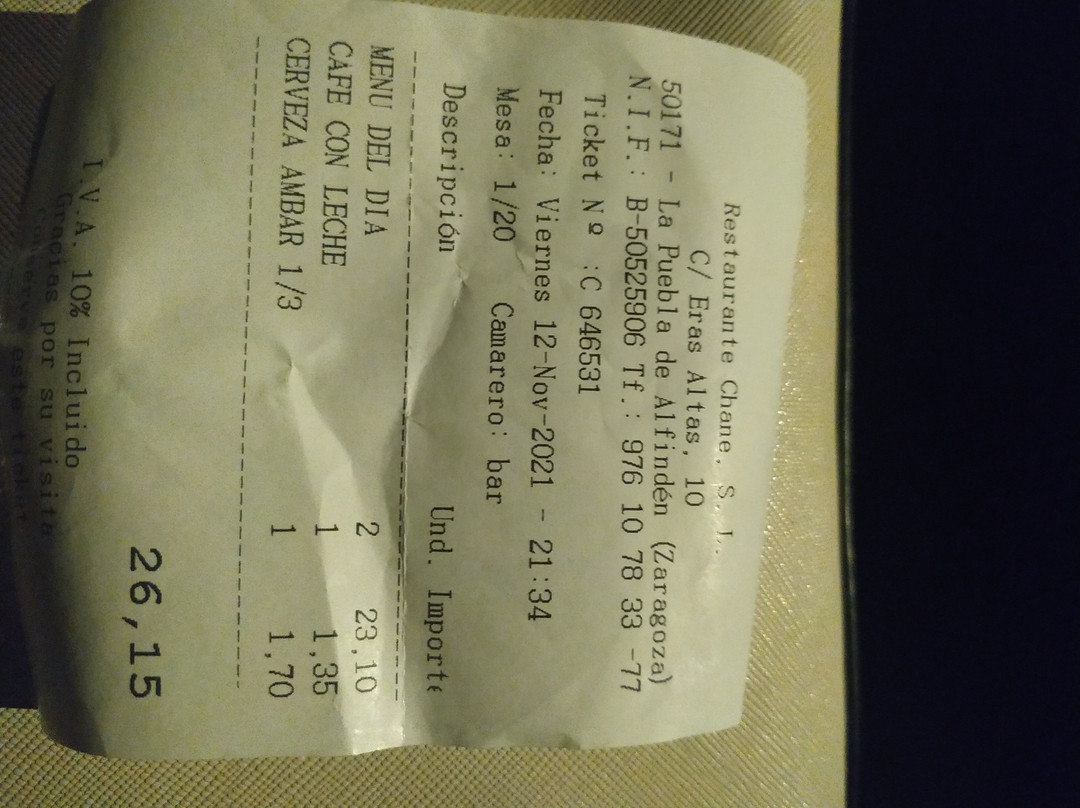 Restaurante Chane, S. L.
C/ Eras Altas, 10
50171 - La Puebla de Alfindén (Zaragoza)
N.I.F.: B-50525906 Tf.: 976 10 78 33 -77
Ticket Nº :C 646531
Fecha: Viernes 12-Nov-2021 - 21:34
Mesa: 1/20 Camarero: bar
Descripción Und. Importe
MENU DEL DIA 2 23,10
CAFE CON LECHE 1 1,35
CERVEZA AMBAR 1/3 1 1,70
26,15
I.V.A. 10% Incluido
Gracias por su visita
Conserve este ticket